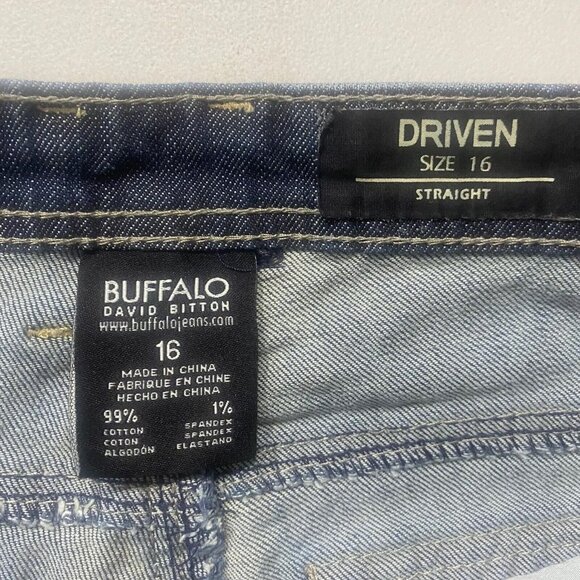 DRIVEN
SIZE 16
STRAIGHT
BUFFALO
DAVID BITTON
www.buffalojeans.com
16
MADE IN CHINA
FABRIQUE EN CHINE
HECHO EN CHINA
99% 1%
COTTON SPANDEX
COTON SPANDEX
ALGODÓN ELASTANO